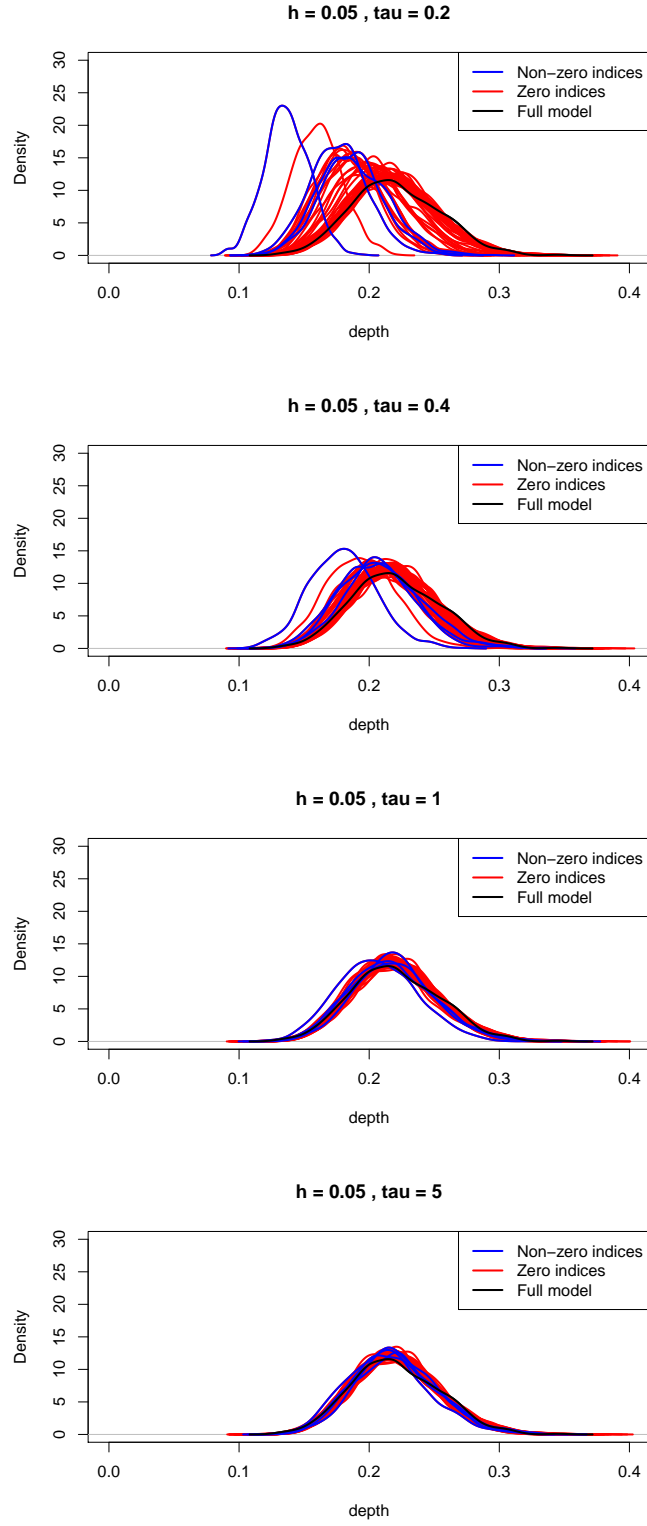 h = 0.05 , tau = 0.2
Density
30
25
20
15
10
5
0
Non−zero indices
Zero indices
Full model
0.0 0.1 0.2 0.3 0.4
depth
h = 0.05 , tau = 0.4
Density
30
25
20
15
10
5
0
Non−zero indices
Zero indices
Full model
0.0 0.1 0.2 0.3 0.4
depth
h = 0.05 , tau = 1
Density
30
25
20
15
10
5
0
Non−zero indices
Zero indices
Full model
0.0 0.1 0.2 0.3 0.4
depth
h = 0.05 , tau = 5
Density
30
25
20
15
10
5
0
Non−zero indices
Zero indices
Full model
0.0 0.1 0.2 0.3 0.4
depth